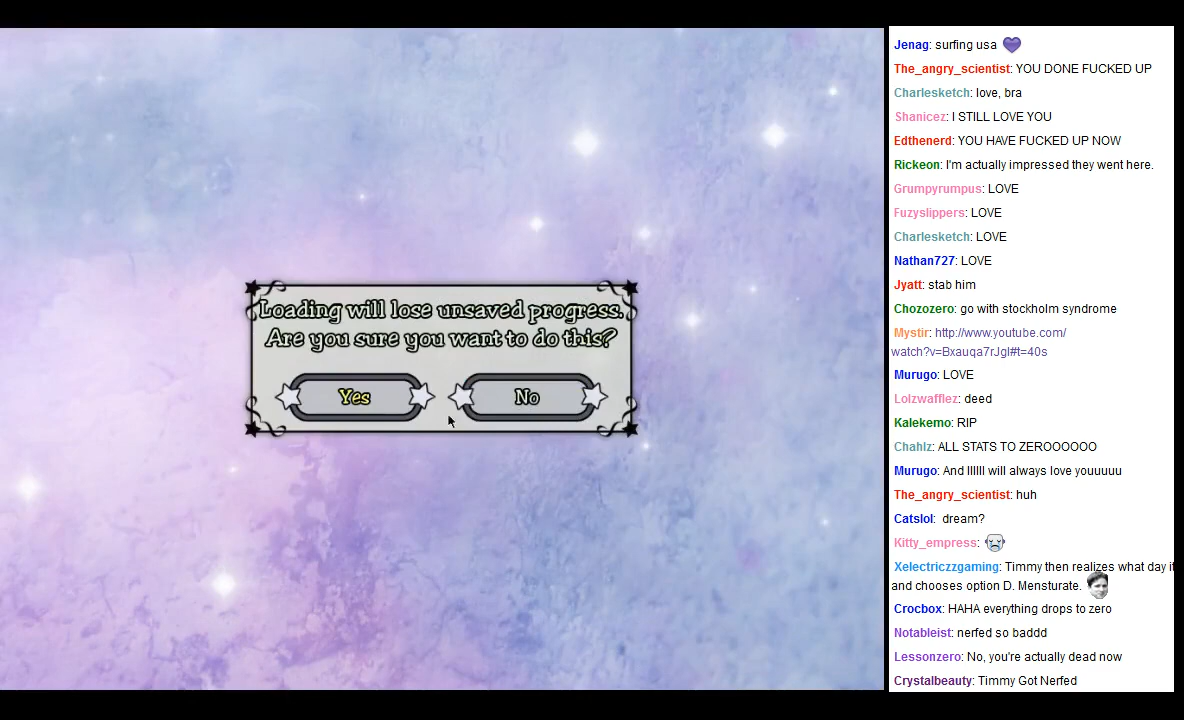 Loading will lose unsaved progress.
Are you sure you want to do this?
Yes
No
Jenag: surfing usa
The_angry_scientist: YOU DONE FUCKED UP
Charlesketch: love, bra
Shanicez: I STILL LOVE YOU
Edthenerd: YOU HAVE FUCKED UP NOW
Rickeon: I'm actually impressed they went here.
Grumpyrumpus: LOVE
Fuzyslippers: LOVE
Charlesketch: LOVE
Nathan727: LOVE
Jyatt: stab him
Chozozero: go with stockholm syndrome
Mystir: http://www.youtube.com/
watch?v=Bxauqa7rJgI#t=40s
Murugo: LOVE
Lolzwafflez: deed
Kalekemo: RIP
Chahlz: ALL STATS TO ZEROOOOOO
Murugo: And IIIIII will always love youuuuu
The_angry_scientist: huh
Catslol: dream?
Kitty_empress:
Xelectriczzgaming: Timmy then realizes what day it
and chooses option D. Mensturate.
Crocbox: HAHA everything drops to zero
Notableist: nerfed so baddd
Lessonzero: No, you're actually dead now
Crystalbeauty: Timmy Got Nerfed